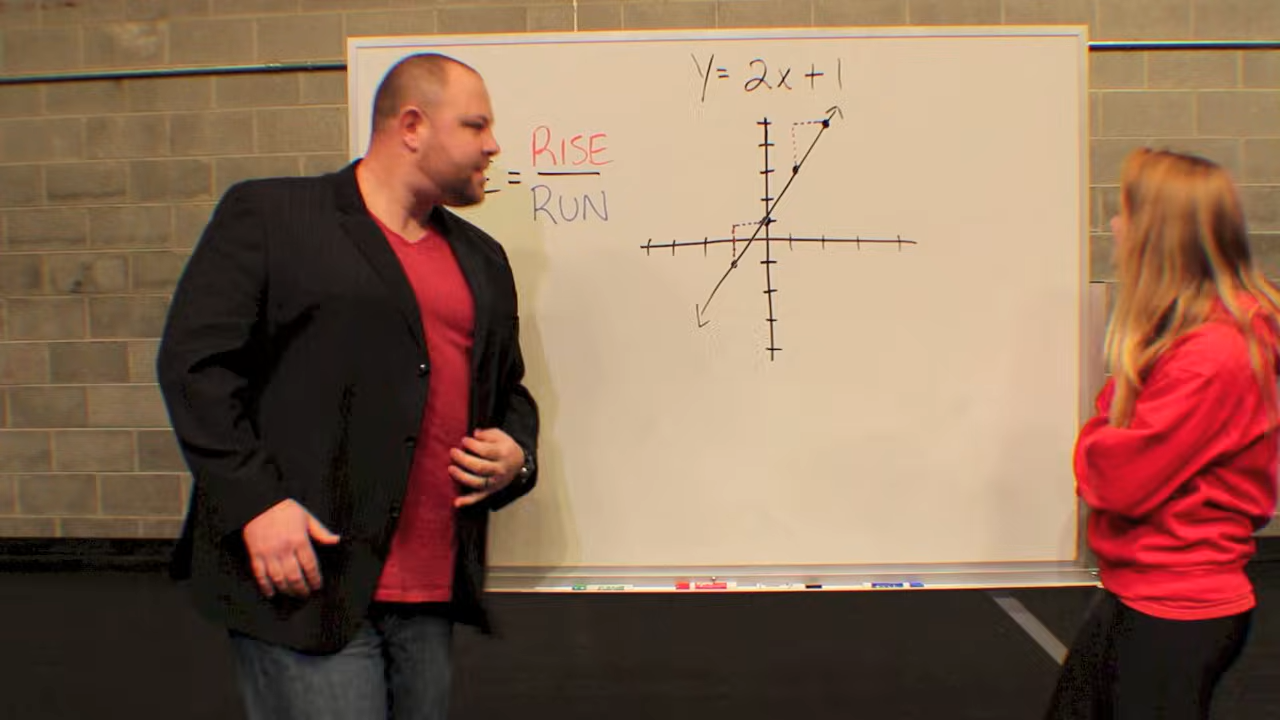 y = 2x + 1
= RISE
RUN